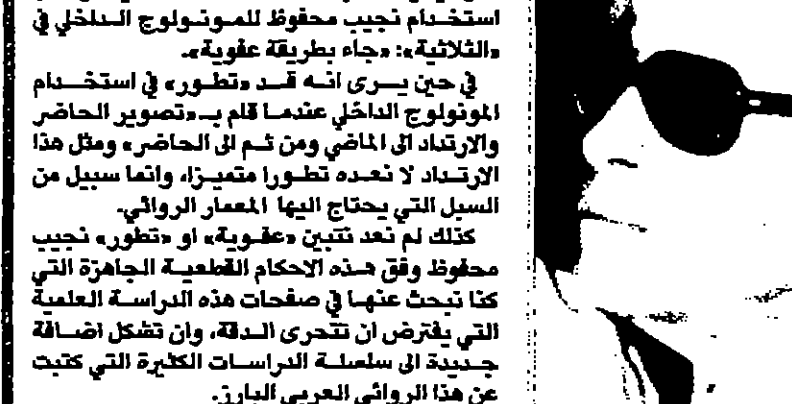 استخدام نجيب محفوظ للمونولوج الداخلي في
«الثلاثية»: «جاء بطريقة عفوية».
في حين يرى انه قد «تطور» في استخدام
المونولوج الداخلي عندما قام بـ«تصوير الحاضر
والارتداد الى الماضي ومن ثم الى الحاضر» ومثل هذا
الارتداد لا نعده تطورا متميزا، وانما سبيل من
السبل التي يحتاج اليها المعمار الروائي.
كذلك لم نعد نتبين «عفوية» او «تطور» نجيب
محفوظ وفق هذه الاحكام القطعية الجاهزة التي
كنا نبحث عنها في صفحات هذه الدراسة العلمية
التي يفترض ان تتحرى الدقة، وان تشكل اضافة
جديدة الى سلسلة الدراسات الكثيرة التي كتبت
عن هذا الروائي العربي البارز.